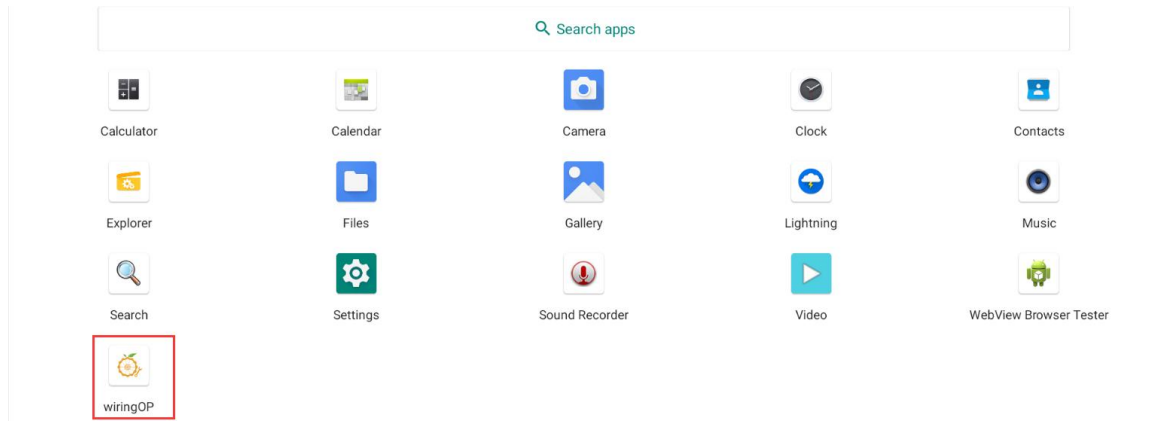 Search apps
Calculator
Calendar
Camera
Clock
Contacts
Explorer
Files
Gallery
Lightning
Music
Search
Settings
Sound Recorder
Video
WebView Browser Tester
wiringOP